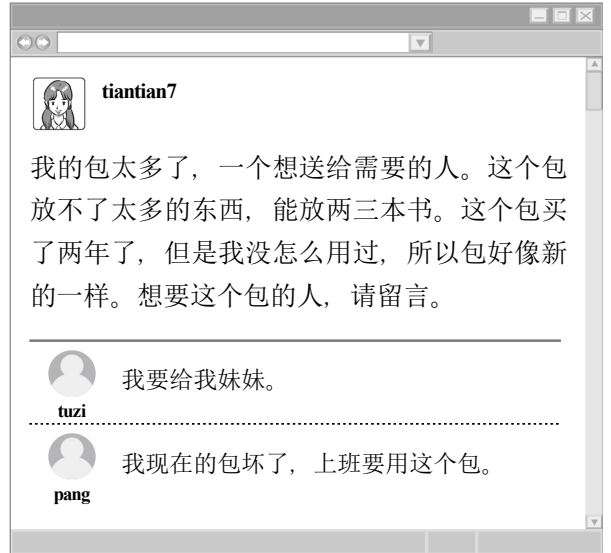 tiantian7
我的包太多了，一个想送给需要的人。这个包
放不了太多的东西，能放两三本书。这个包买
了两年了，但是我没怎么用过，所以包好像新
的一样。想要这个包的人，请留言。
我要给我妹妹。
tuzi
我现在的包坏了，上班要用这个包。
pang